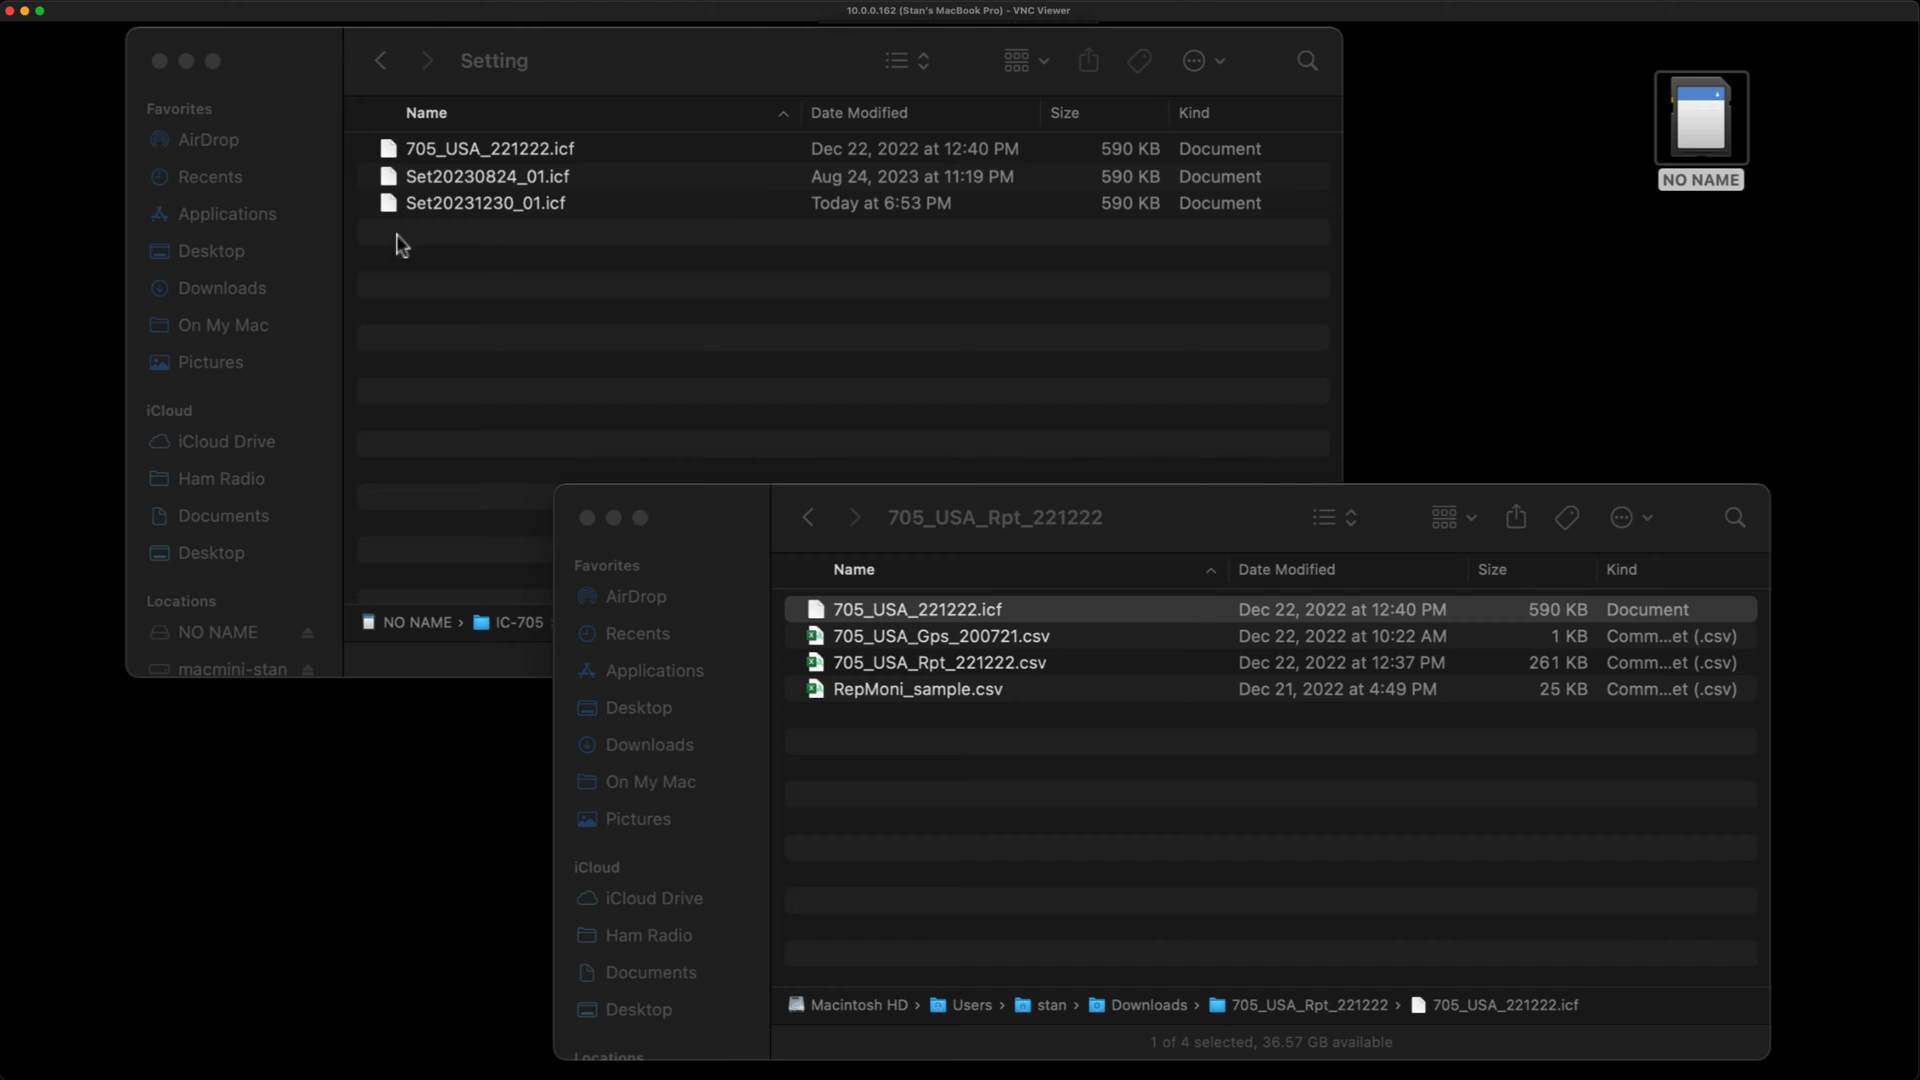 10.0.0.162 (Stan's MacBook Pro) - VNC Viewer
Setting
NO NAME
Favorites
AirDrop
Recents
Applications
Desktop
Downloads
On My Mac
Pictures
iCloud
iCloud Drive
Ham Radio
Documents
Desktop
Locations
NO NAME
macmini-stan
Name Date Modified Size Kind
705_USA_221222.icf Dec 22, 2022 at 12:40 PM 590 KB Document
Set20230824_01.icf Aug 24, 2023 at 11:19 PM 590 KB Document
Set20231230_01.icf Today at 6:53 PM 590 KB Document
NO NAME › IC-705
705_USA_Rpt_221222
Favorites
AirDrop
Recents
Applications
Desktop
Downloads
On My Mac
Pictures
iCloud
iCloud Drive
Ham Radio
Documents
Desktop
Locations
Name Date Modified Size Kind
705_USA_221222.icf Dec 22, 2022 at 12:40 PM 590 KB Document
705_USA_Gps_200721.csv Dec 22, 2022 at 10:22 AM 1 KB Comm...et (.csv)
705_USA_Rpt_221222.csv Dec 22, 2022 at 12:37 PM 261 KB Comm...et (.csv)
RepMoni_sample.csv Dec 21, 2022 at 4:49 PM 25 KB Comm...et (.csv)
Macintosh HD › Users › stan › Downloads › 705_USA_Rpt_221222 › 705_USA_221222.icf
1 of 4 selected, 36.57 GB available